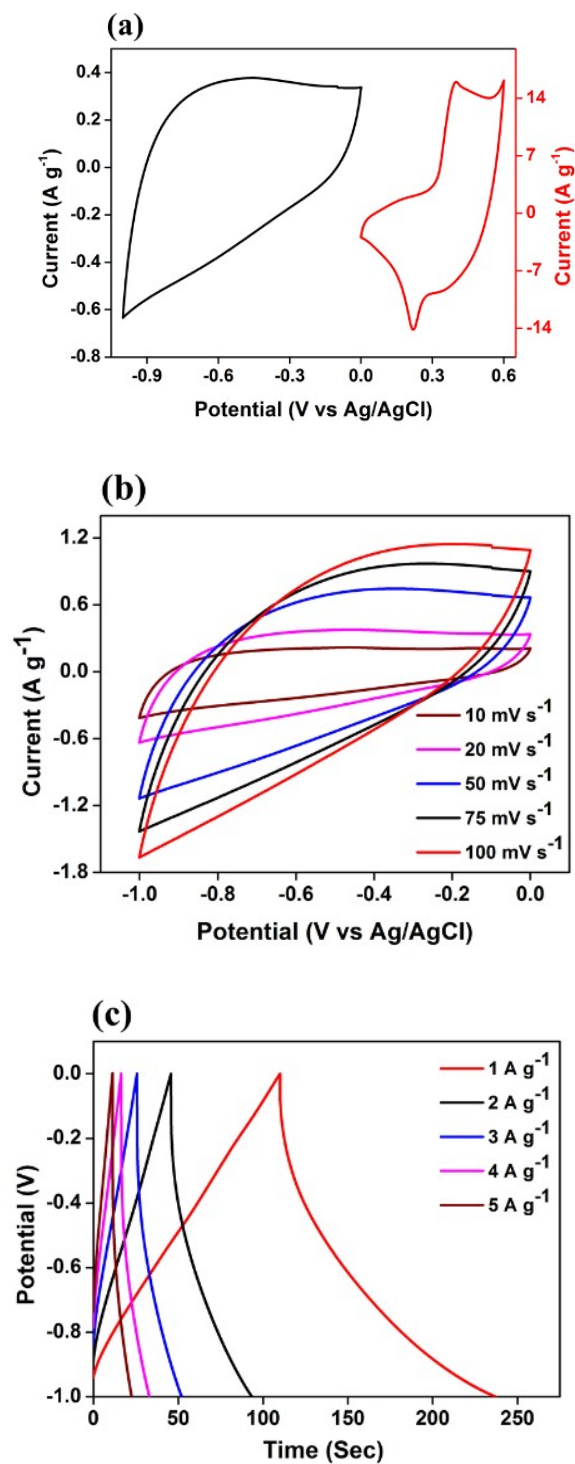 (a)
0.4
0.2
0.0
-0.2
-0.4
-0.6
-0.8
Current (A g⁻¹)
14
7
0
-7
-14
Current (A g⁻¹)
-0.9 -0.6 -0.3 0.0 0.3 0.6
Potential (V vs Ag/AgCl)
(b)
1.2
0.6
0.0
-0.6
-1.2
-1.8
Current (A g⁻¹)
10 mV s⁻¹
20 mV s⁻¹
50 mV s⁻¹
75 mV s⁻¹
100 mV s⁻¹
-1.0 -0.8 -0.6 -0.4 -0.2 0.0
Potential (V vs Ag/AgCl)
(c)
0.0
-0.2
-0.4
-0.6
-0.8
-1.0
Potential (V)
1 A g⁻¹
2 A g⁻¹
3 A g⁻¹
4 A g⁻¹
5 A g⁻¹
0 50 100 150 200 250
Time (Sec)